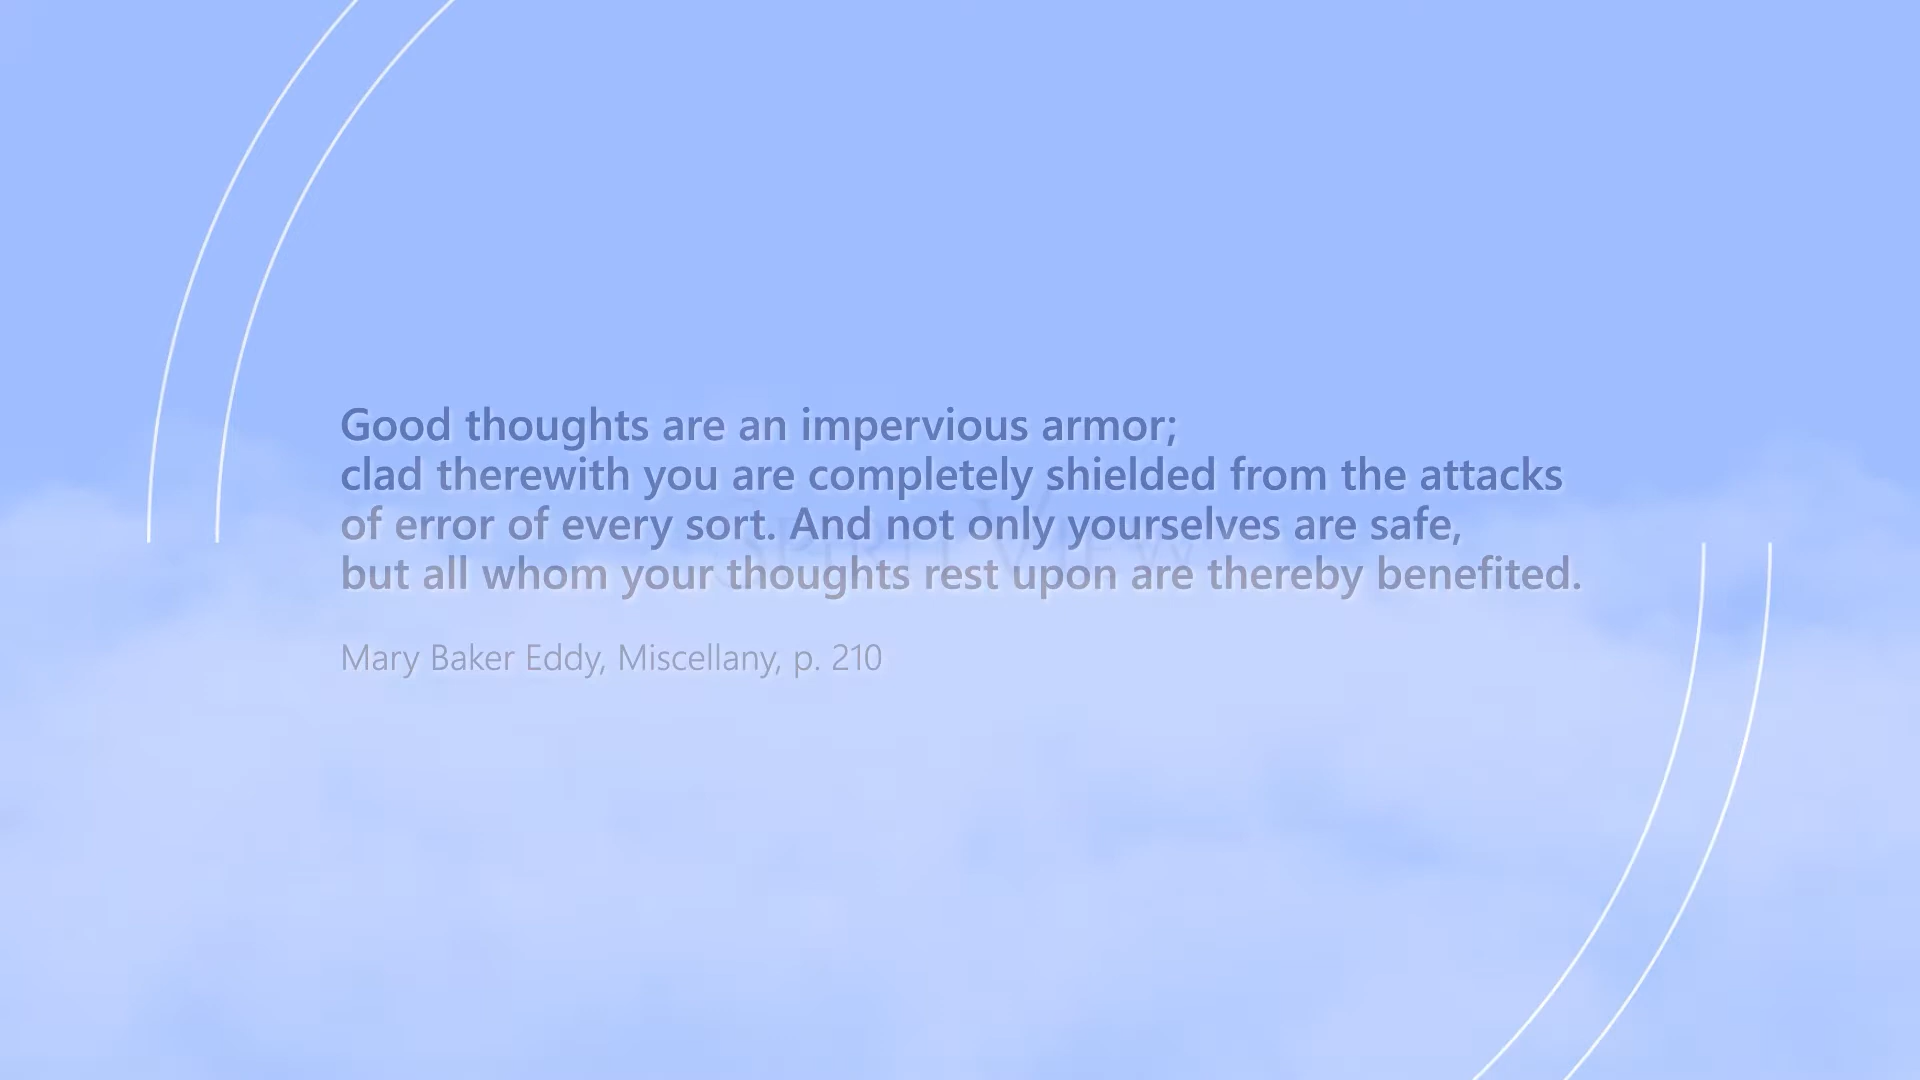 Good thoughts are an impervious armor;
clad therewith you are completely shielded from the attacks
of error of every sort. And not only yourselves are safe,
but all whom your thoughts rest upon are thereby benefited.
Mary Baker Eddy, Miscellany, p. 210